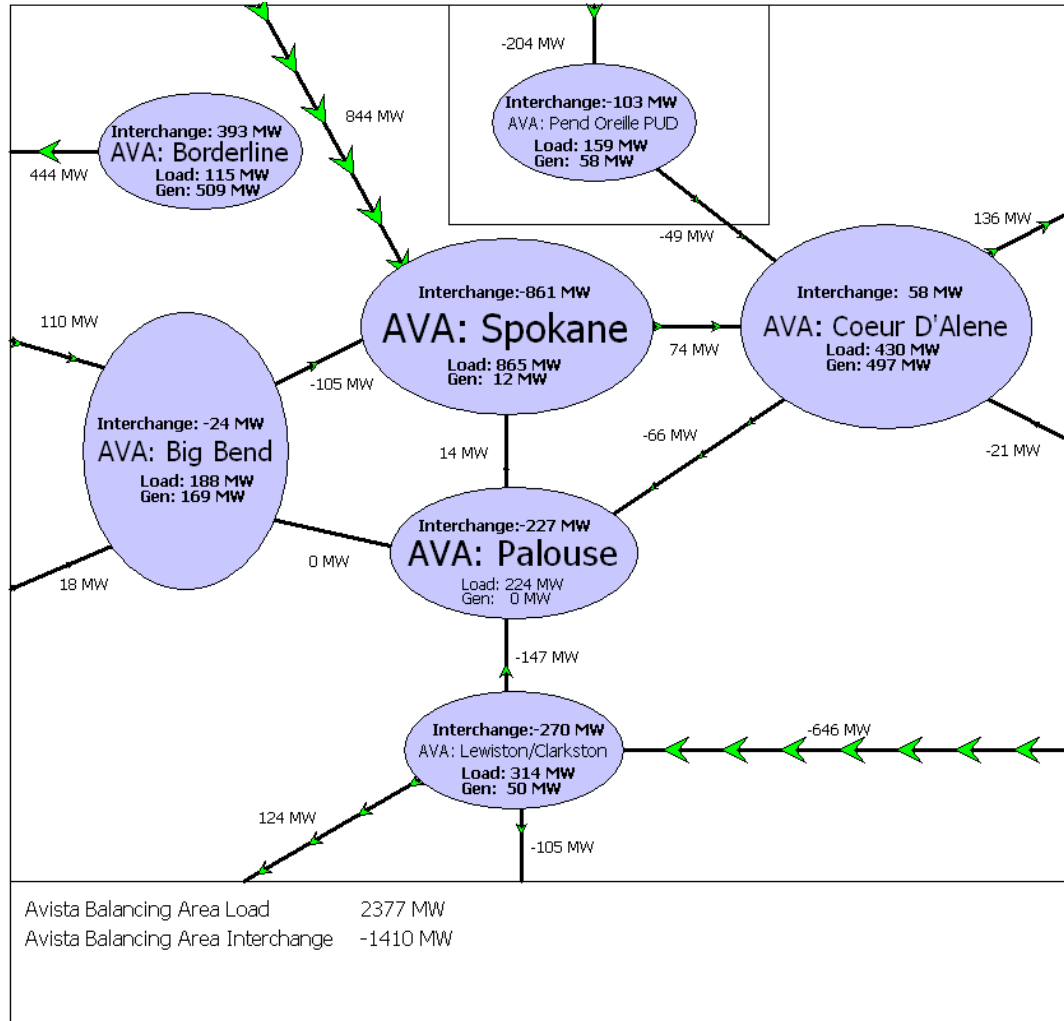 -204 MW
Interchange:-103 MW
AVA: Pend Oreille PUD
Load: 159 MW
Gen: 58 MW
844 MW
Interchange: 393 MW
AVA: Borderline
Load: 115 MW
Gen: 509 MW
444 MW
-49 MW
136 MW
Interchange:-861 MW
AVA: Spokane
Load: 865 MW
Gen: 12 MW
74 MW
Interchange: 58 MW
AVA: Coeur D'Alene
Load: 430 MW
Gen: 497 MW
110 MW
-105 MW
Interchange: -24 MW
AVA: Big Bend
Load: 188 MW
Gen: 169 MW
14 MW
-66 MW
-21 MW
Interchange:-227 MW
AVA: Palouse
Load: 224 MW
Gen: 0 MW
0 MW
18 MW
-147 MW
Interchange:-270 MW
AVA: Lewiston/Clarkston
Load: 314 MW
Gen: 50 MW
-646 MW
124 MW
-105 MW
Avista Balancing Area Load 2377 MW
Avista Balancing Area Interchange -1410 MW